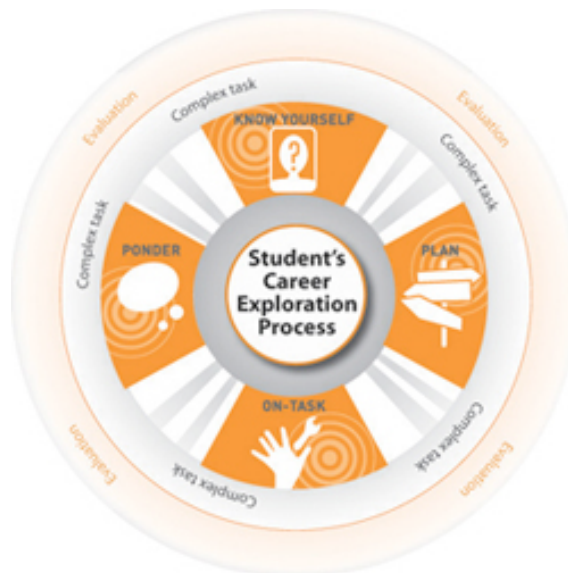 Evaluation
Complex task
Evaluation
Complex task
KNOW YOURSELF
?
Complex task
PONDER
Student's
Career
Exploration
Process
PLAN
ON-TASK
Complex task
Evaluation
Complex task
Evaluation